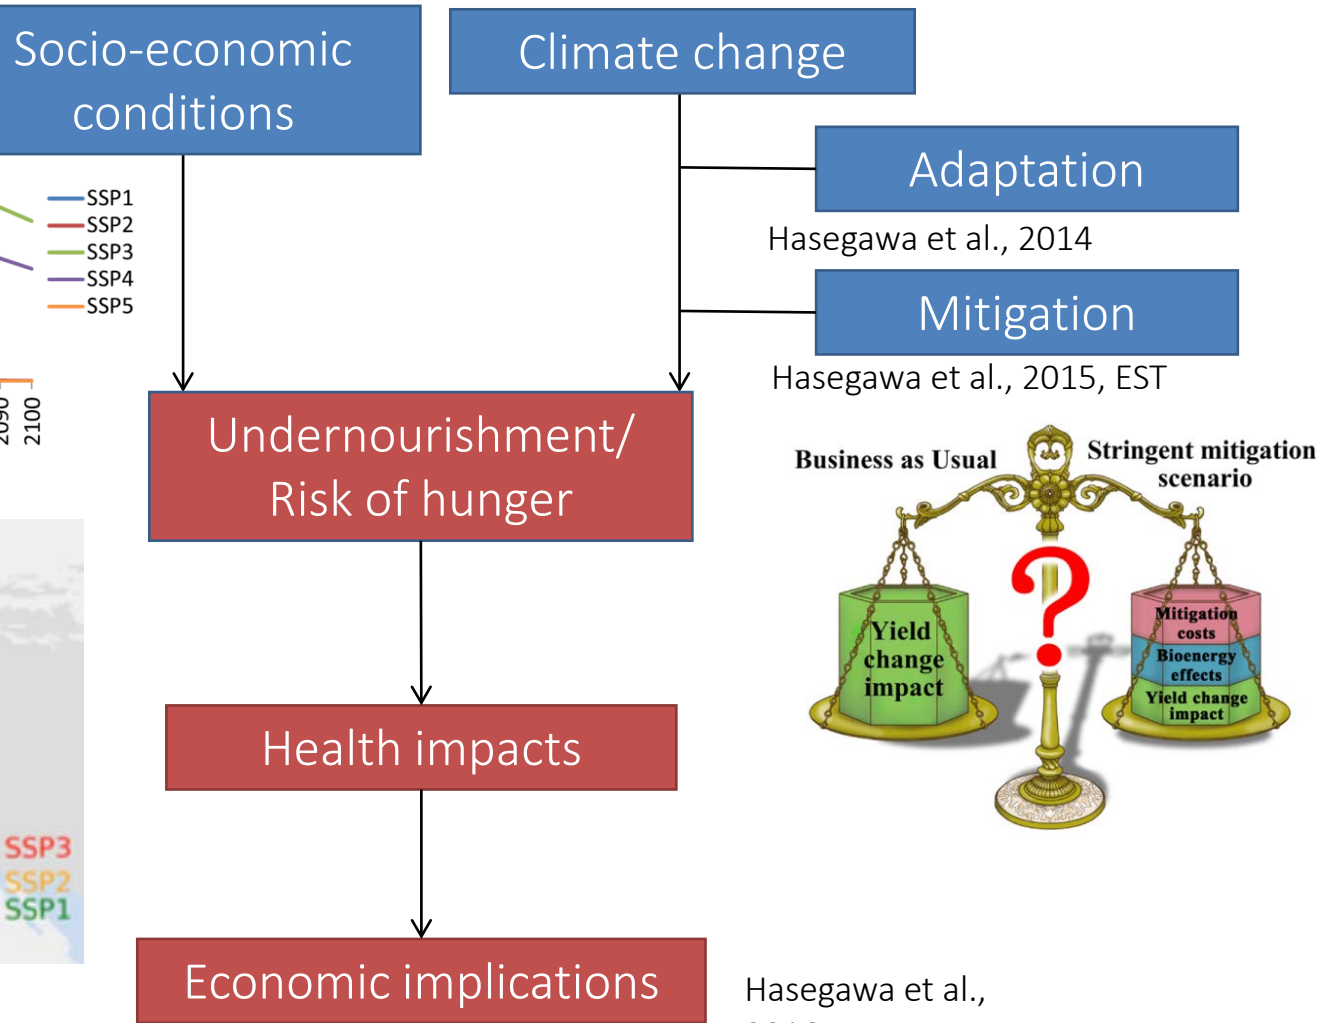 Socio-economic
conditions
Climate change
Adaptation
Hasegawa et al., 2014
SSP1
SSP2
SSP3
SSP4
SSP5
Mitigation
Hasegawa et al., 2015, EST
2090
2100
Undernourishment/
Risk of hunger
Business as Usual
Stringent mitigation
scenario
?
Yield
change
impact
Mitigation
costs
Bioenergy
effects
Yield change
impact
Health impacts
SSP3
SSP2
SSP1
Economic implications
Hasegawa et al.,